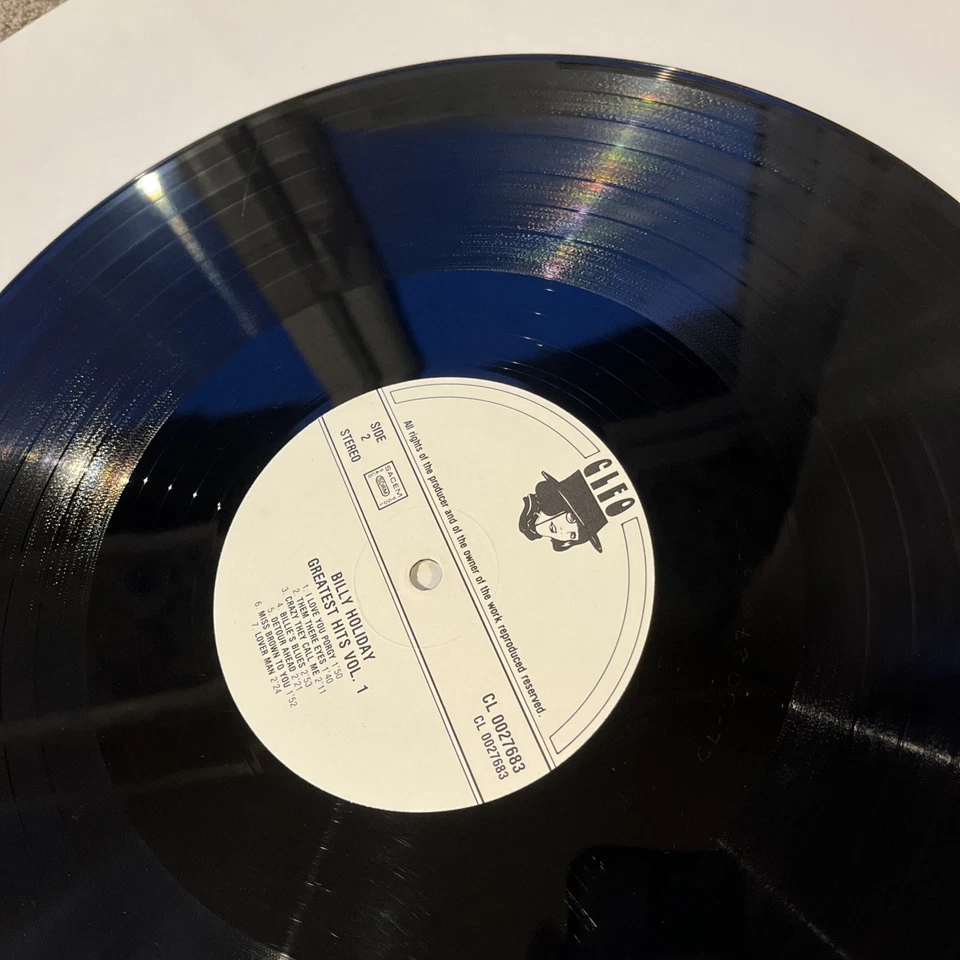 CLEO
All rights of the producer and of the owner of the work reproduced reserved.
SIDE
2
STEREO
SACEM
CL 0027683
CL 0027683
BILLY HOLIDAY
GREATEST HITS VOL. 1
1. I LOVE YOU PORGY 1'50
2. THEM THERE EYES 1'40
3. CRAZY THEY CALL ME 2'11
4. BILLIE'S BLUES 2'53
5. DETOUR AHEAD 2'21
6. MISS BROWN TO YOU 1'52
7. LOVER MAN 2'24